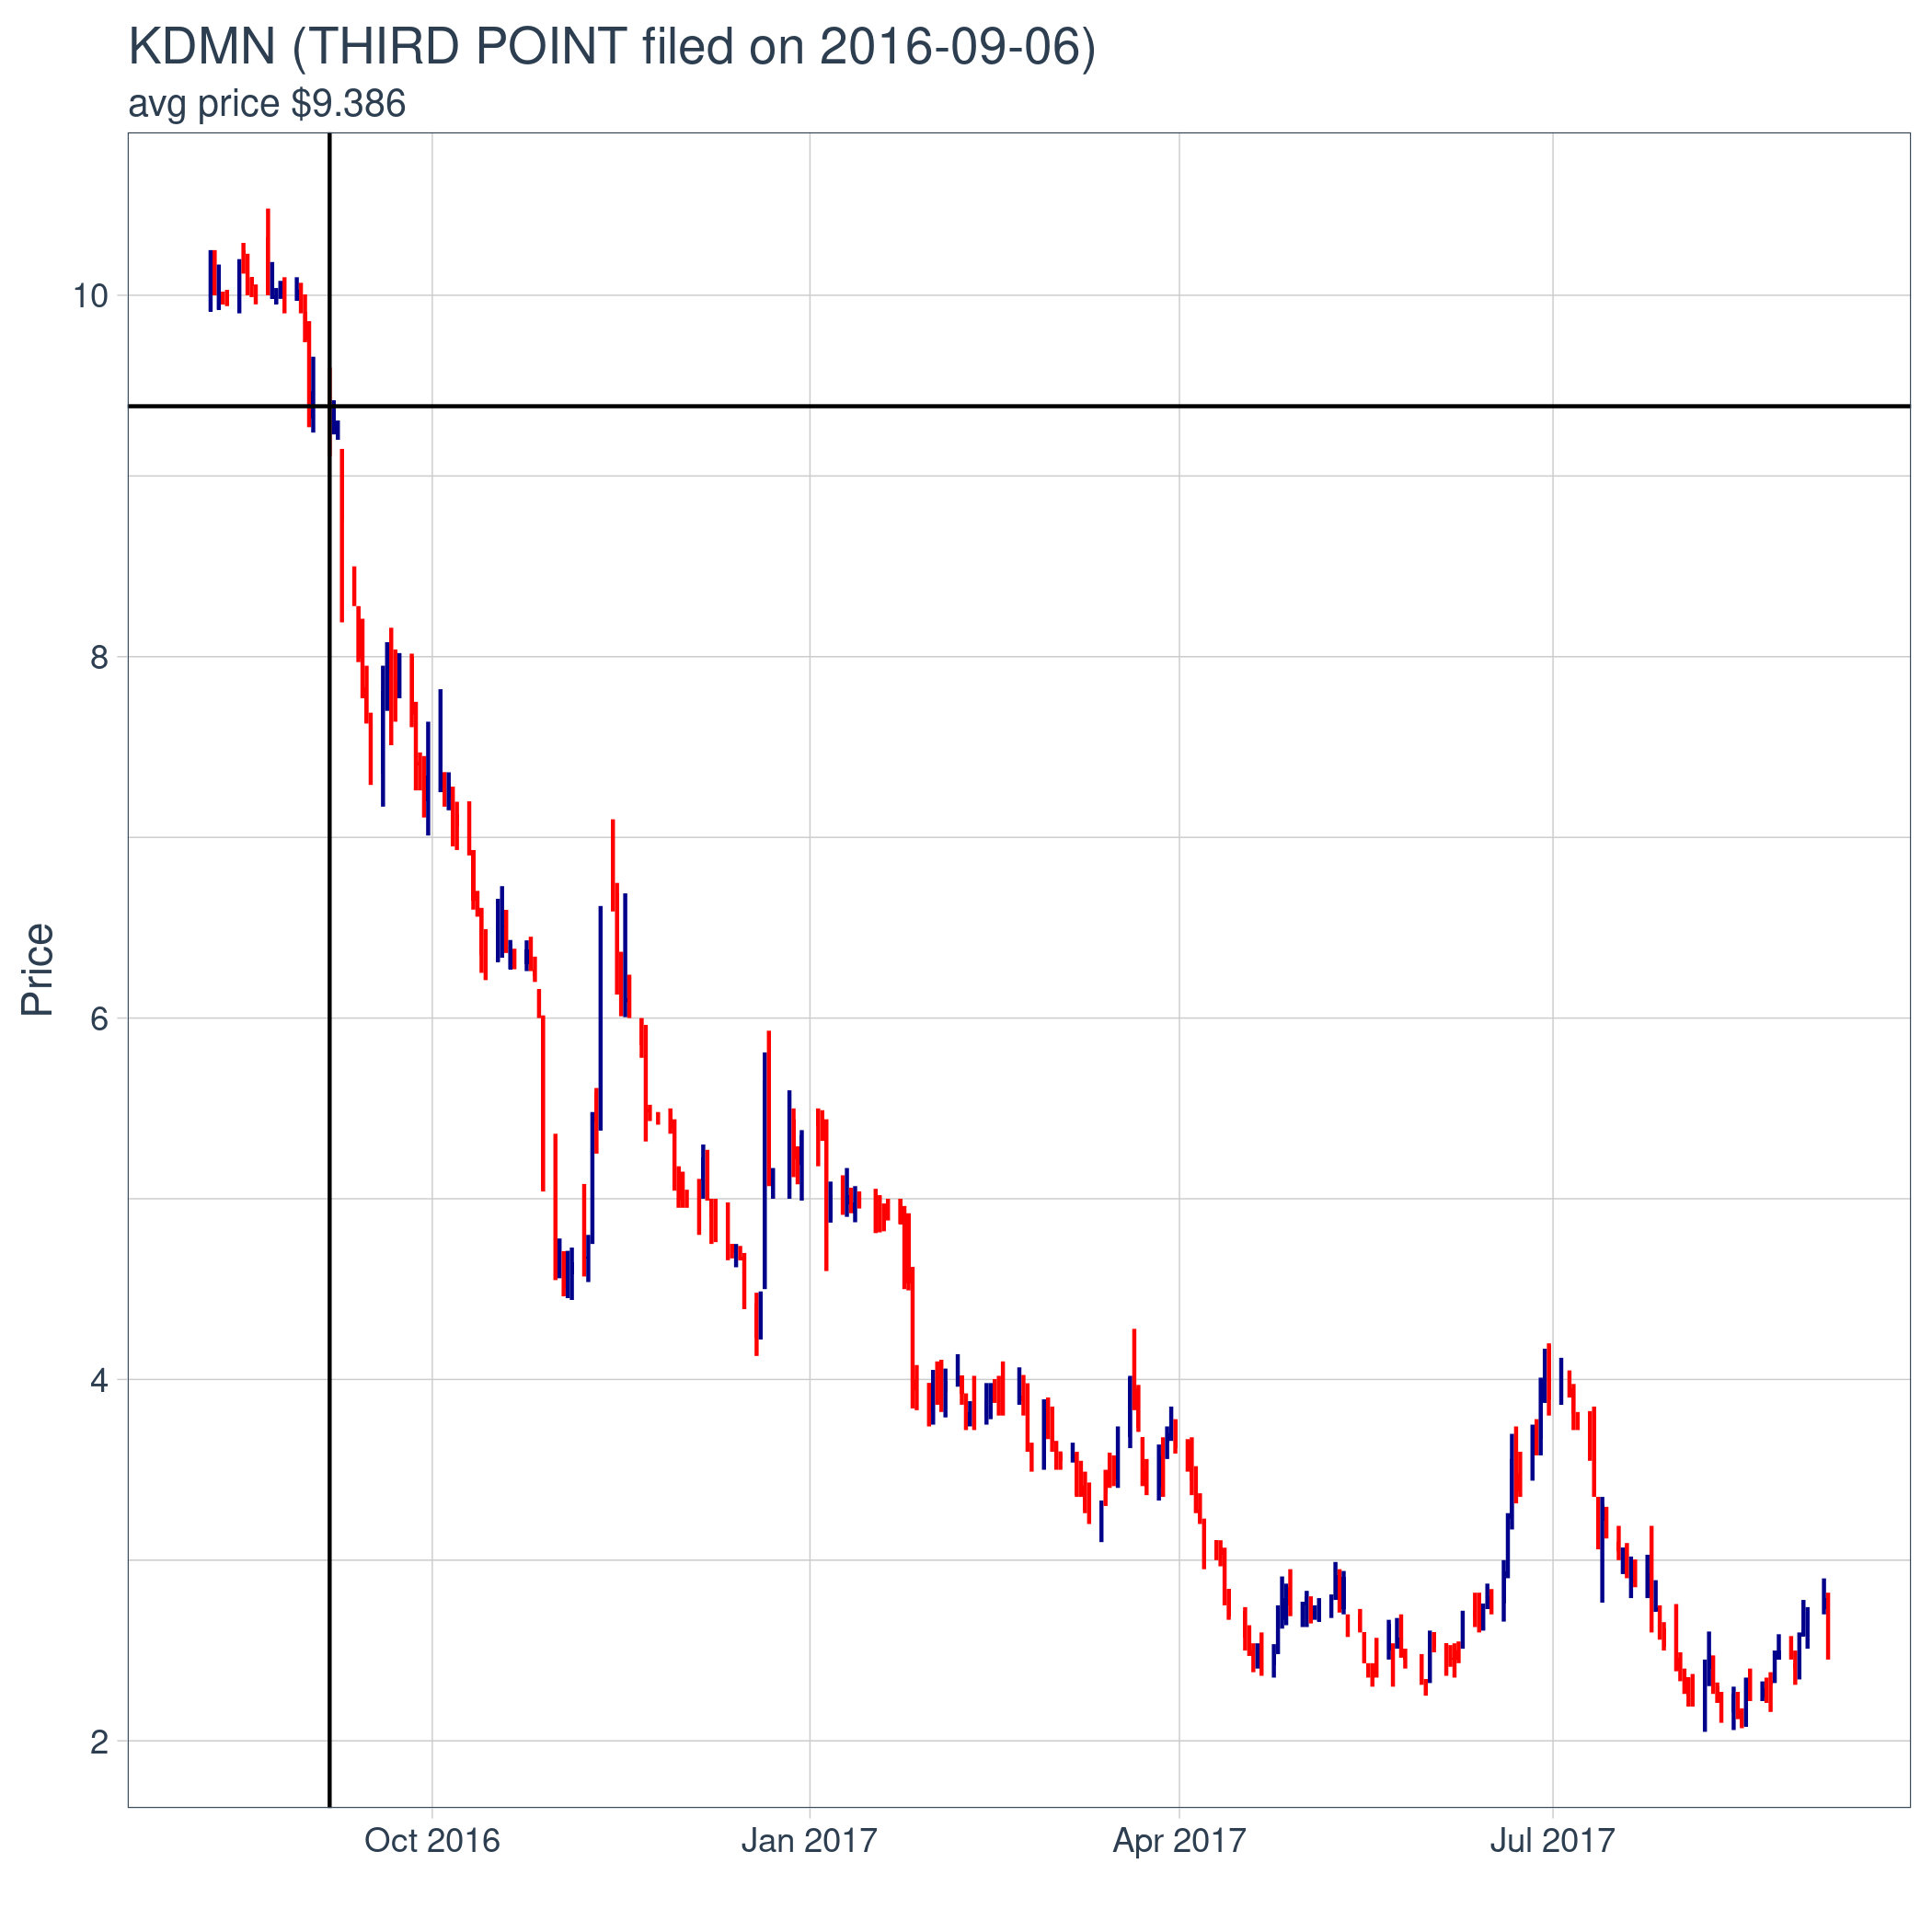 KDMN (THIRD POINT filed on 2016-09-06)
avg price $9.386
10
8
6
4
2
Price
Oct 2016
Jan 2017
Apr 2017
Jul 2017